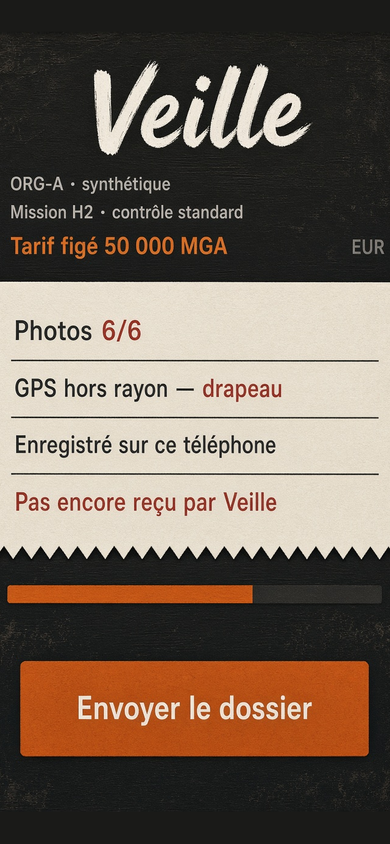 Veille
ORG-A • synthétique
Mission H2 • contrôle standard
Tarif figé 50 000 MGA
EUR
Photos 6/6
GPS hors rayon — drapeau
Enregistré sur ce téléphone
Pas encore reçu par Veille
Envoyer le dossier